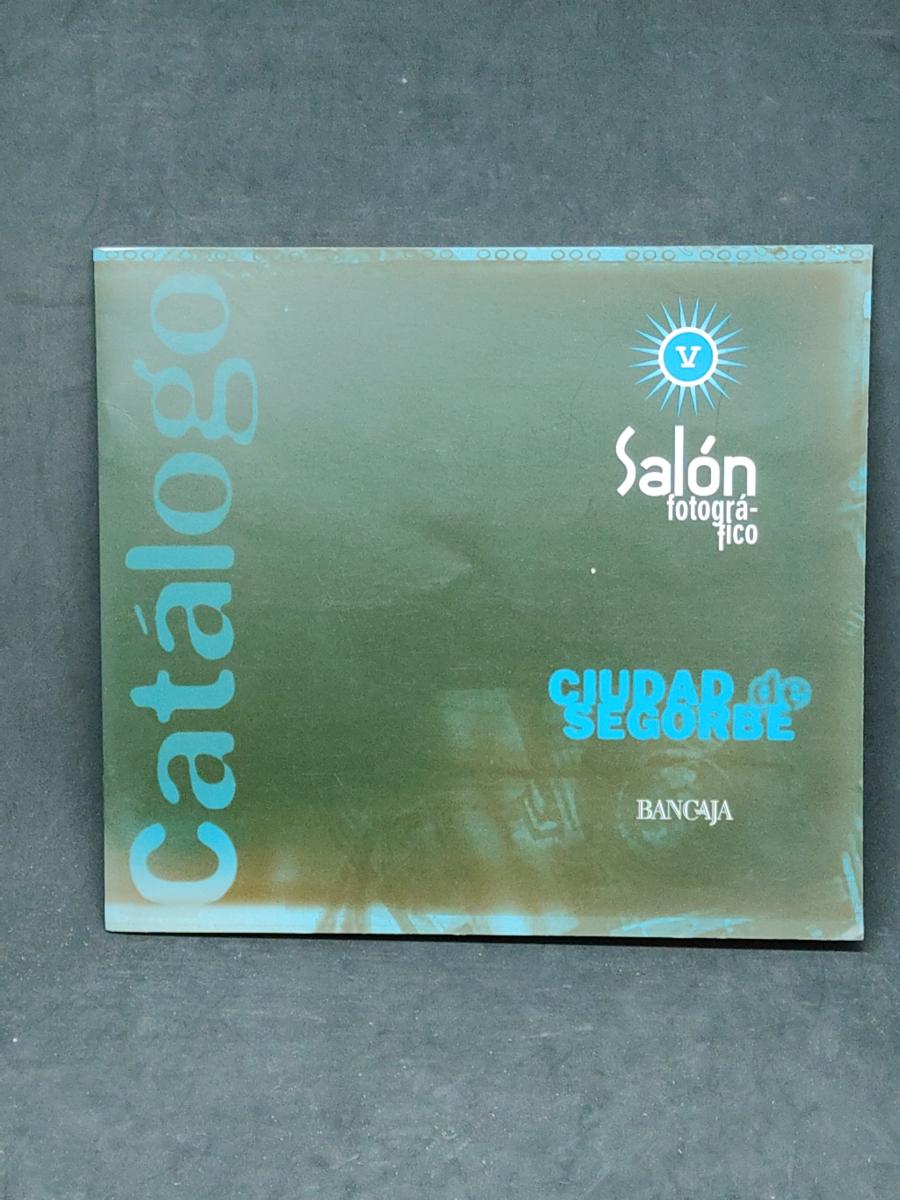 Catálogo
V
Salón
fotográ-
fico
CIUDAD de
SEGORBE
BANCAJA